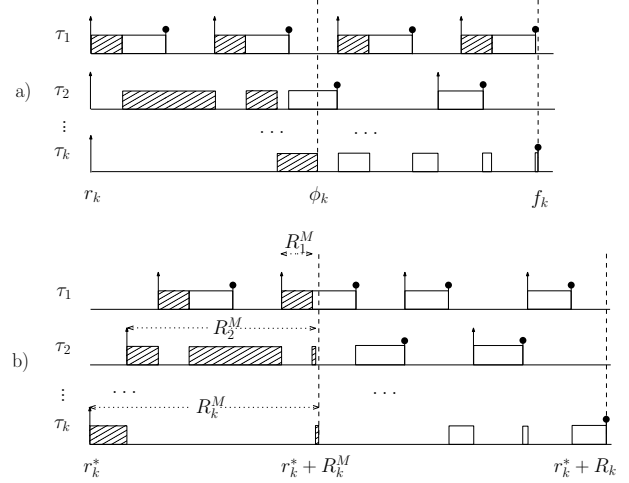 τ₁
a)
τ₂
⋮ . . . . . .
τₖ
rₖ ϕₖ fₖ
R₁ᴹ
τ₁
R₂ᴹ
b)
τ₂
⋮ . . . . . .
Rₖᴹ
τₖ
rₖ* rₖ* + Rₖᴹ rₖ* + Rₖ